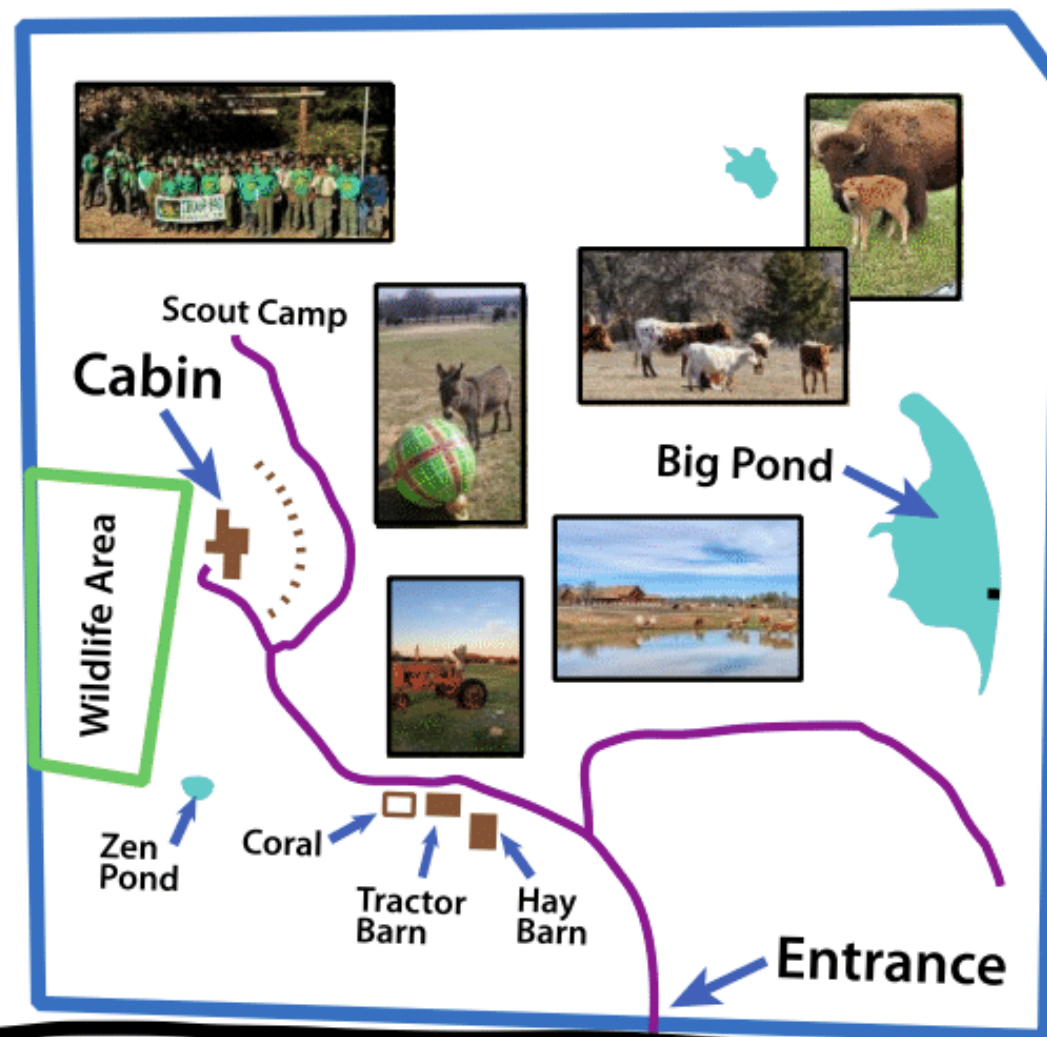 Scout Camp
Cabin
Big Pond
Wildlife Area
Zen
Pond
Coral
Tractor
Barn
Hay
Barn
Entrance